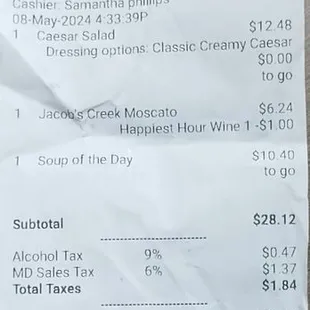 Cashier: Samantha phillips
08-May-2024 4:33:39P
1 Caesar Salad $12.48
Dressing options: Classic Creamy Caesar
$0.00
to go
1 Jacob's Creek Moscato $6.24
Happiest Hour Wine 1 -$1.00
1 Soup of the Day $10.40
to go
Subtotal $28.12
Alcohol Tax 9% $0.47
MD Sales Tax 6% $1.37
Total Taxes $1.84